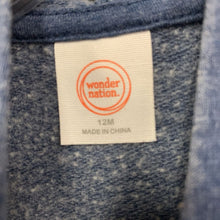 wonder
nation.
12M
MADE IN CHINA